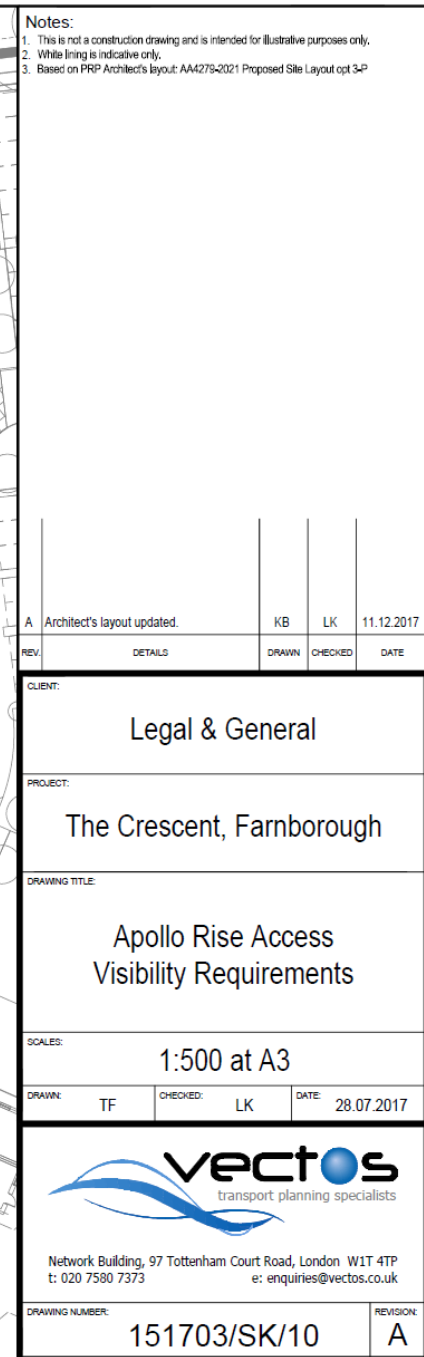 Notes:
1. This is not a construction drawing and is intended for illustrative purposes only.
2. White lining is indicative only.
3. Based on PRP Architect's layout: AA4279-2021 Proposed Site Layout opt 3-P
A Architect's layout updated. KB LK 11.12.2017
REV. DETAILS DRAWN CHECKED DATE
CLIENT:
Legal & General
PROJECT:
The Crescent, Farnborough
DRAWING TITLE:
Apollo Rise Access
Visibility Requirements
SCALES:
1:500 at A3
DRAWN: TF CHECKED: LK DATE: 28.07.2017
vectos
transport planning specialists
Network Building, 97 Tottenham Court Road, London W1T 4TP
t: 020 7580 7373 e: enquiries@vectos.co.uk
DRAWING NUMBER: REVISION:
151703/SK/10 A